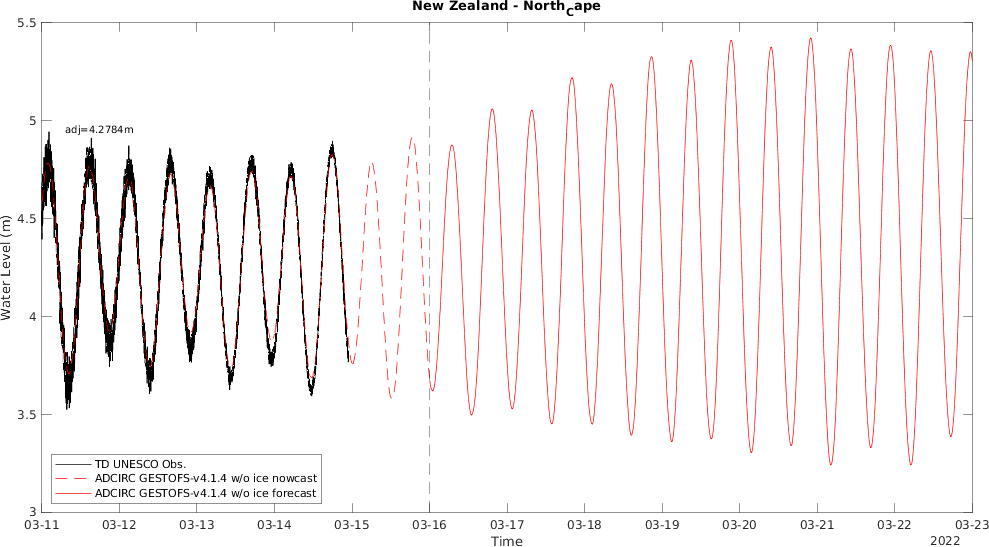 New Zealand - NorthCape
adj=4.2784m
5.5
5
4.5
4
3.5
3
Water Level (m)
TD UNESCO Obs.
ADCIRC GESTOFS-v4.1.4 w/o ice nowcast
ADCIRC GESTOFS-v4.1.4 w/o ice forecast
03-11 03-12 03-13 03-14 03-15 03-16 03-17 03-18 03-19 03-20 03-21 03-22 03-23
Time
2022